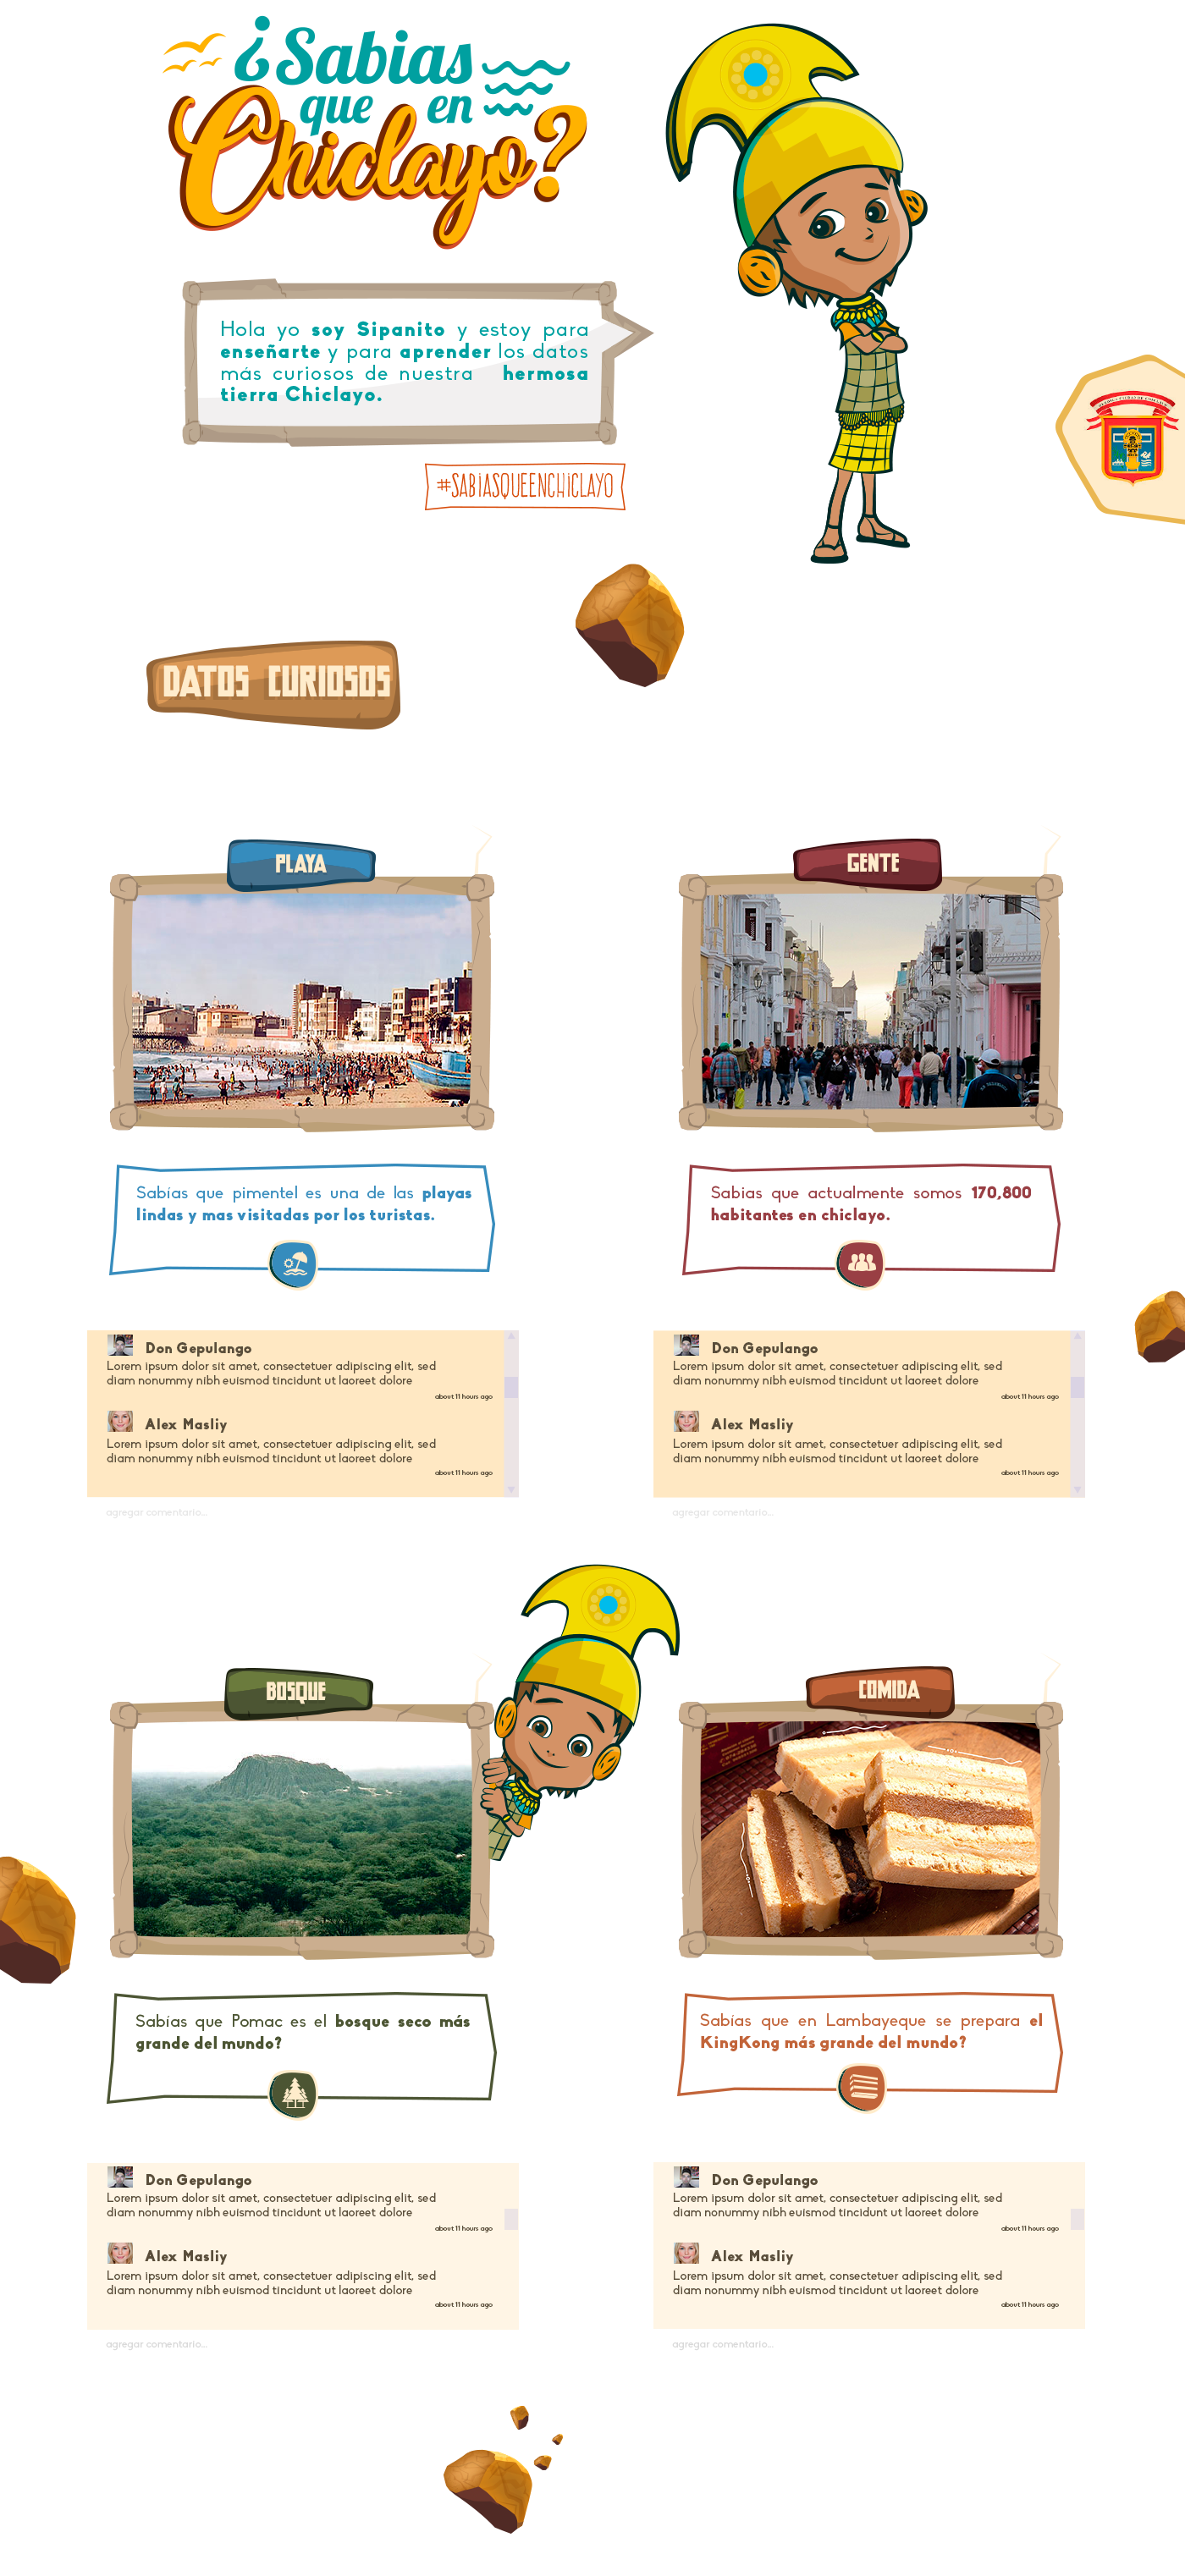 ¿Sabias
que en
Chiclayo?
Hola yo soy Sipanito y estoy para
enseñarte y para aprender los datos
más curiosos de nuestra hermosa
tierra Chiclayo.
#SABIASQUEENCHICLAYO
DATOS CURIOSOS
PLAYA
GENTE
Sabías que pimentel es una de las playas
lindas y mas visitadas por los turistas.
Sabias que actualmente somos 170,800
habitantes en chiclayo.
Don Gepulango
Lorem ipsum dolor sit amet, consectetuer adipiscing elit, sed
diam nonummy nibh euismod tincidunt ut laoreet dolore
about 11 hours ago
Alex Masliy
Lorem ipsum dolor sit amet, consectetuer adipiscing elit, sed
diam nonummy nibh euismod tincidunt ut laoreet dolore
about 11 hours ago
agregar comentario...
Don Gepulango
Lorem ipsum dolor sit amet, consectetuer adipiscing elit, sed
diam nonummy nibh euismod tincidunt ut laoreet dolore
about 11 hours ago
Alex Masliy
Lorem ipsum dolor sit amet, consectetuer adipiscing elit, sed
diam nonummy nibh euismod tincidunt ut laoreet dolore
about 11 hours ago
agregar comentario...
BOSQUE
COMIDA
Sabías que Pomac es el bosque seco más
grande del mundo?
Sabías que en Lambayeque se prepara el
KingKong más grande del mundo?
Don Gepulango
Lorem ipsum dolor sit amet, consectetuer adipiscing elit, sed
diam nonummy nibh euismod tincidunt ut laoreet dolore
about 11 hours ago
Alex Masliy
Lorem ipsum dolor sit amet, consectetuer adipiscing elit, sed
diam nonummy nibh euismod tincidunt ut laoreet dolore
about 11 hours ago
agregar comentario...
Don Gepulango
Lorem ipsum dolor sit amet, consectetuer adipiscing elit, sed
diam nonummy nibh euismod tincidunt ut laoreet dolore
about 11 hours ago
Alex Masliy
Lorem ipsum dolor sit amet, consectetuer adipiscing elit, sed
diam nonummy nibh euismod tincidunt ut laoreet dolore
about 11 hours ago
agregar comentario...